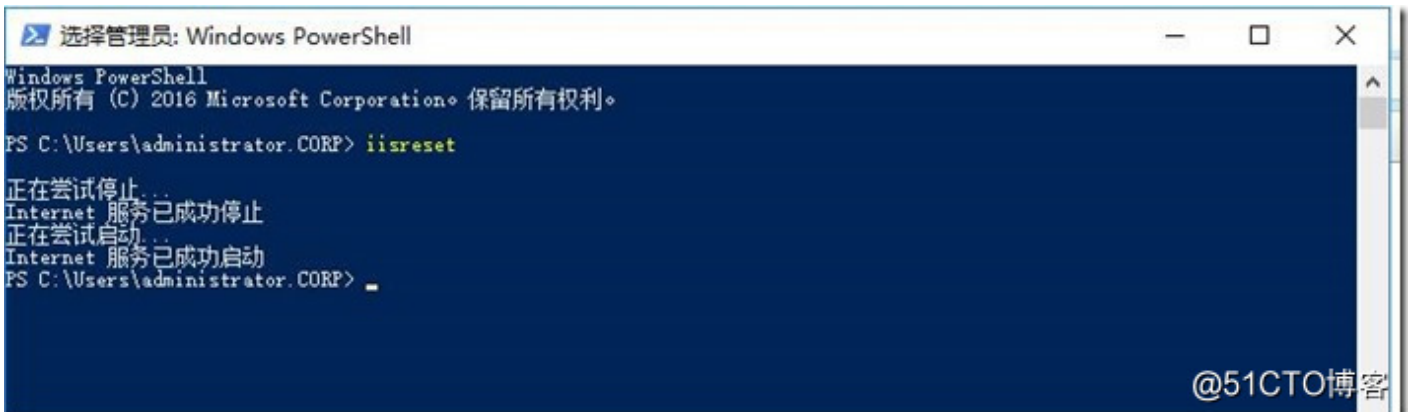 选择管理员: Windows PowerShell
Windows PowerShell
版权所有 (C) 2016 Microsoft Corporation。保留所有权利。
PS C:\Users\administrator.CORP> iisreset
正在尝试停止...
Internet 服务已成功停止
正在尝试启动...
Internet 服务已成功启动
PS C:\Users\administrator.CORP>
@51CTO博客